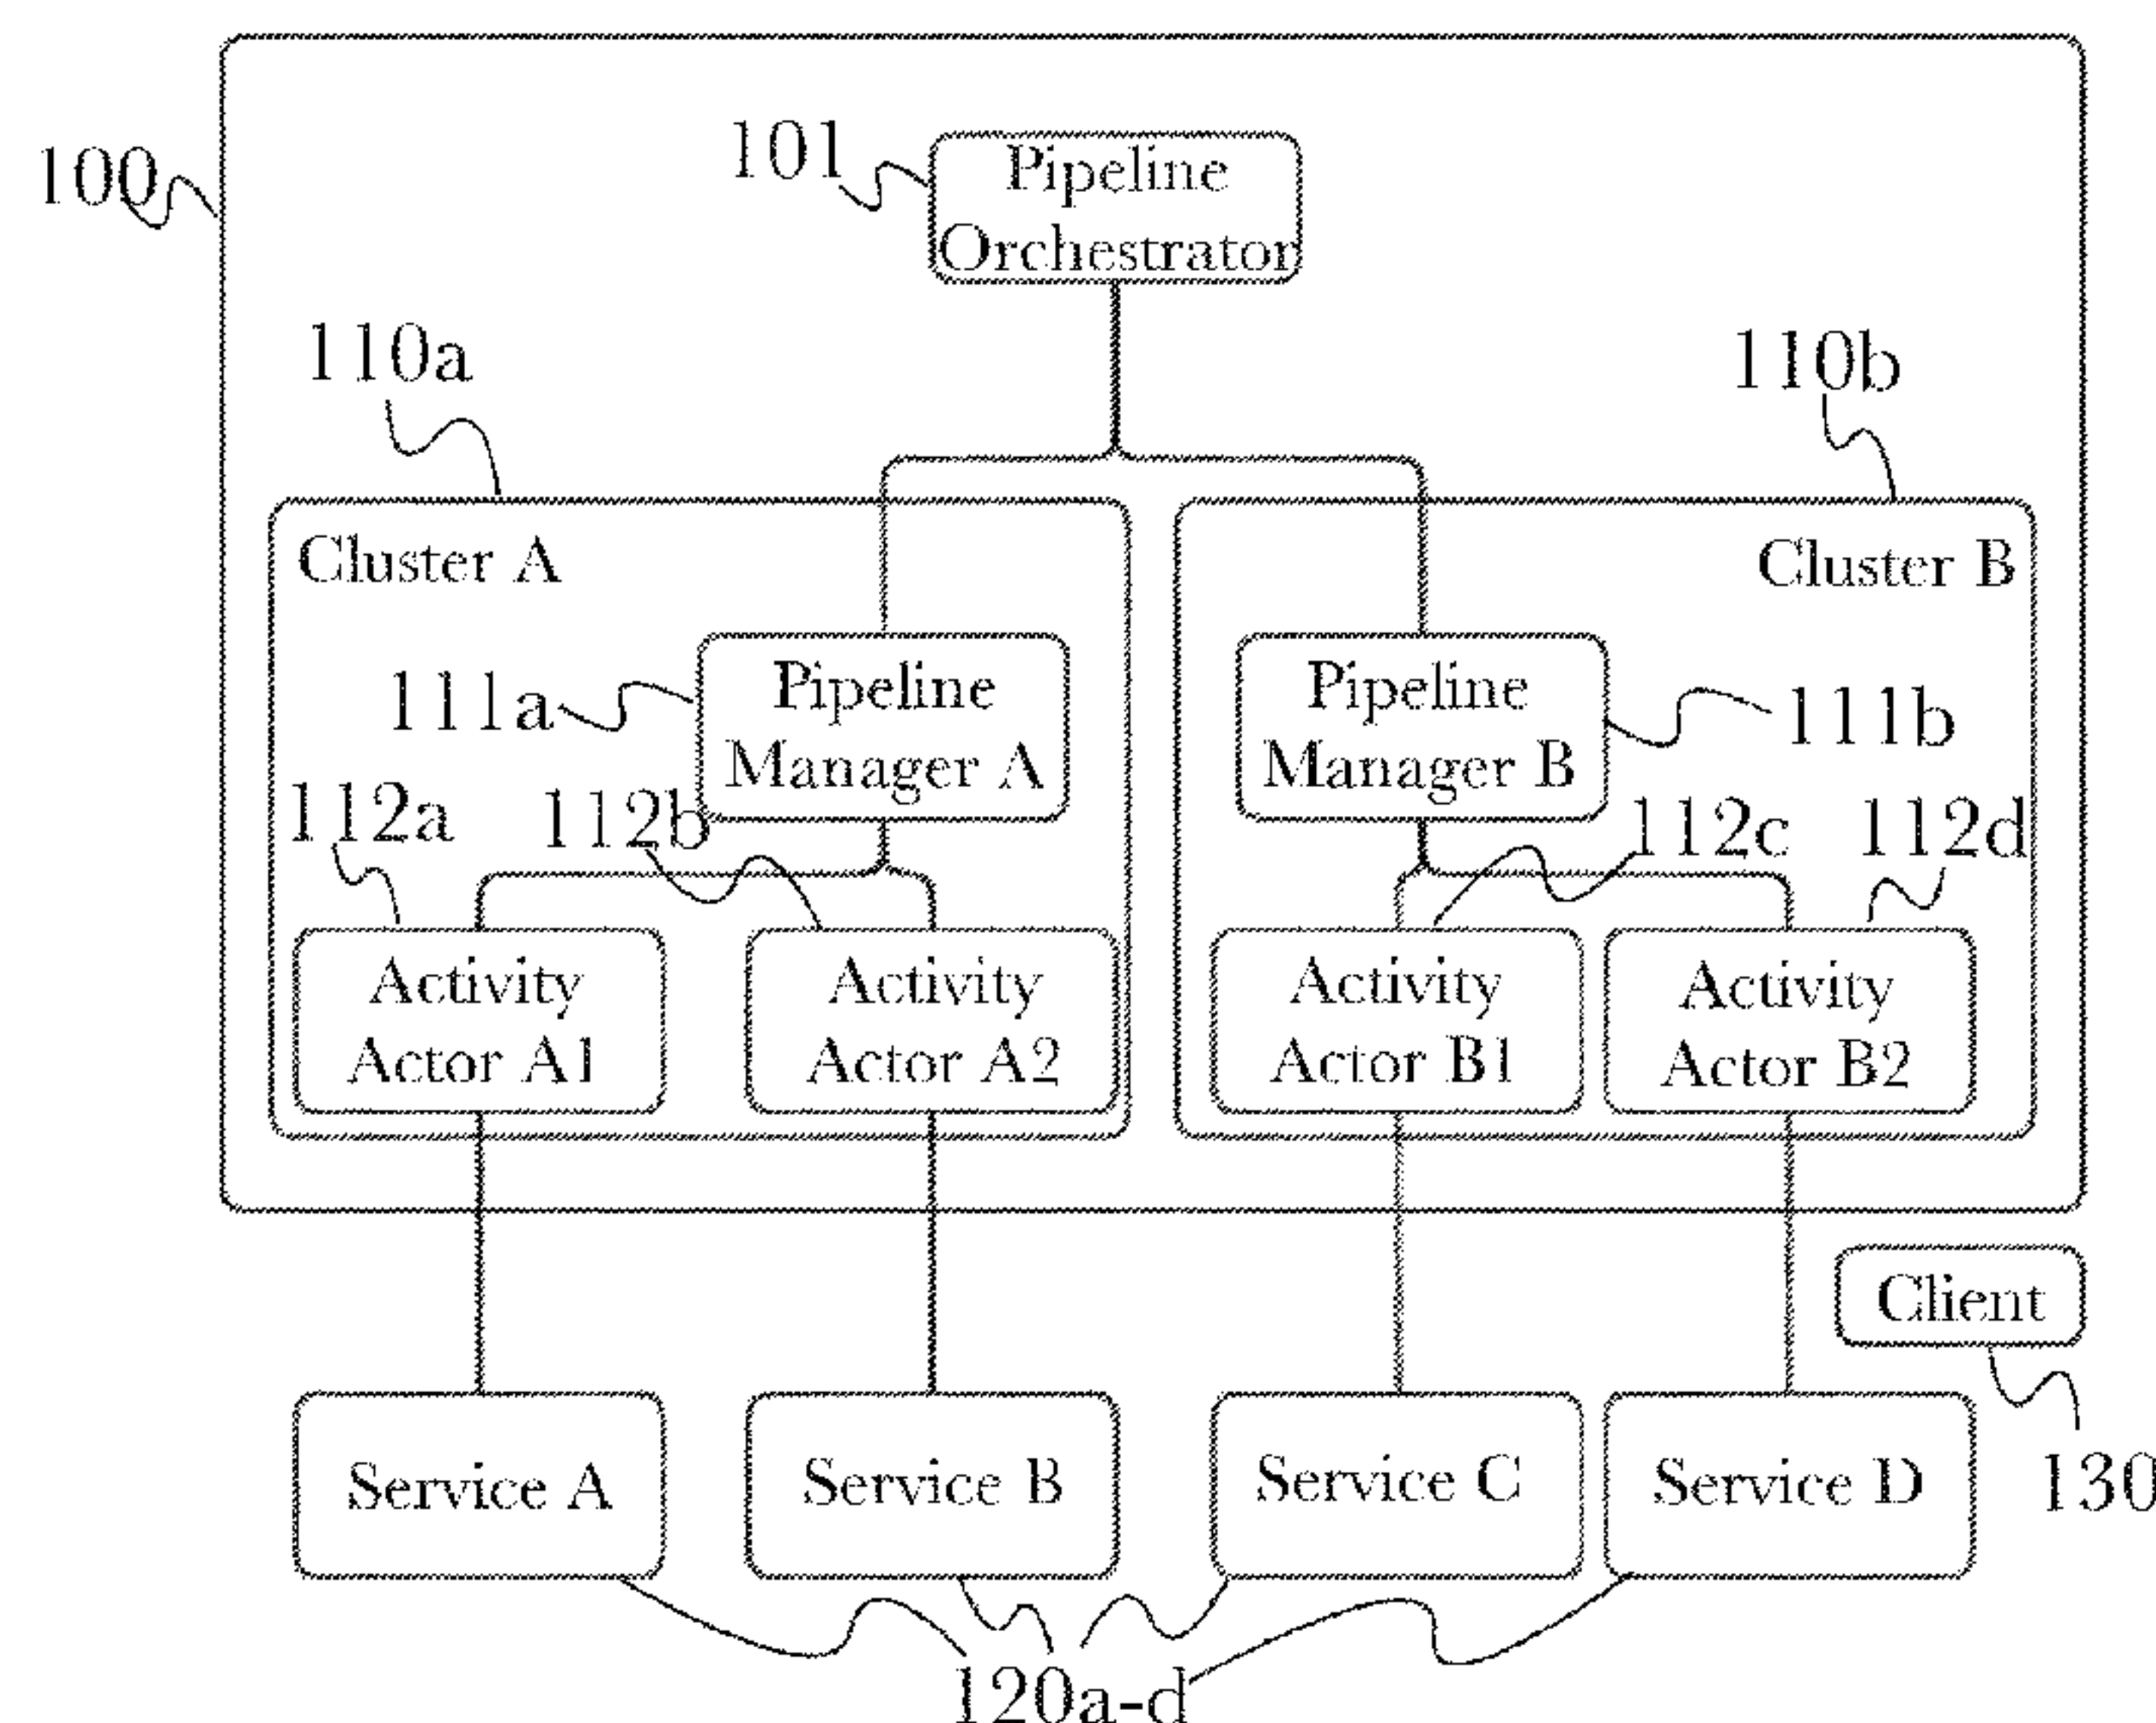 100
101
Pipeline
Orchestrator
110a
110b
Cluster A
Cluster B
111a
Pipeline
Manager A
Pipeline
Manager B
111b
112a
112b
112c
112d
Activity
Actor A1
Activity
Actor A2
Activity
Actor B1
Activity
Actor B2
Client
130
Service A
Service B
Service C
Service D
120a-d